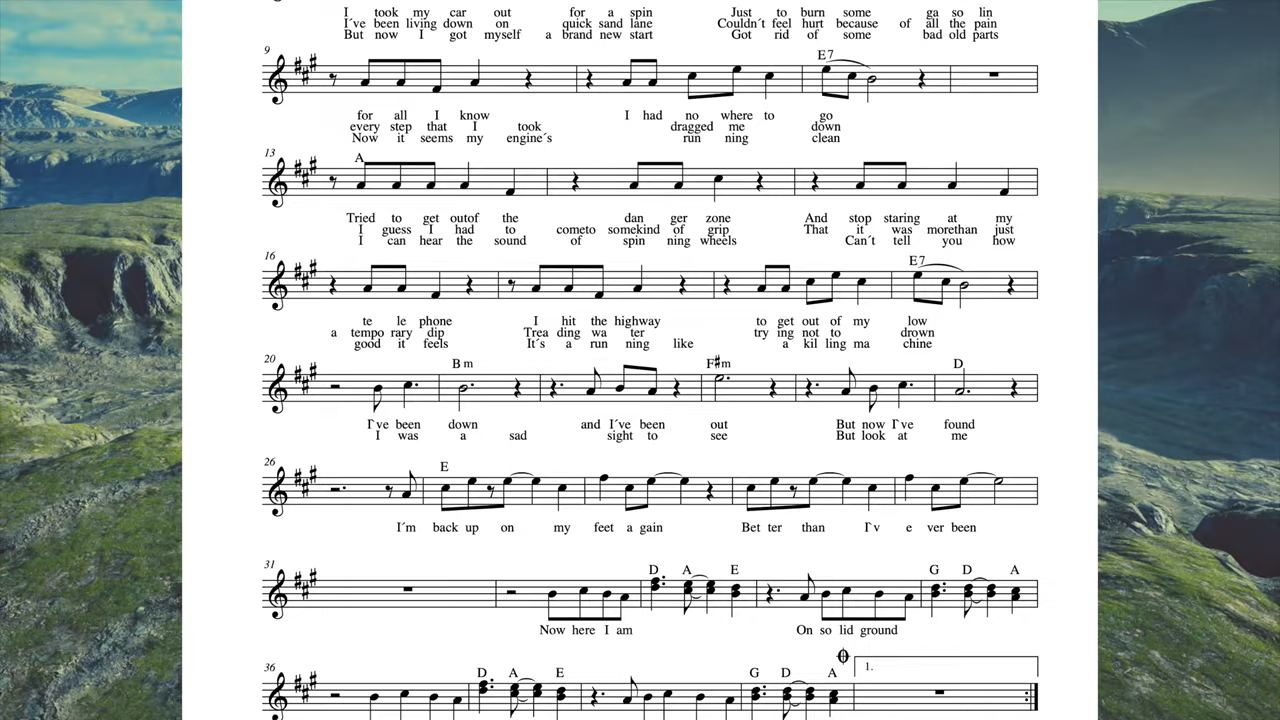 I took my car out for a spin Just to burn some ga so lin
I've been living down on quick sand lane Couldn´t feel hurt because of all the pain
But now I got myself a brand new start Got rid of some bad old parts
9
E7
for all I know I had no where to go
every step that I took dragged me down
Now it seems my engine´s run ning clean
13
A
Tried to get outof the dan ger zone And stop staring at my
I guess I had to cometo somekind of grip That it was morethan just
I can hear the sound of spin ning wheels Can´t tell you how
16
E7
te le phone I hit the highway to get out of my low
a tempo rary dip Trea ding wa ter try ing not to drown
good it feels It´s a run ning like a kil ling ma chine
20
Bm F#m D
I´ve been down and I´ve been out But now I´ve found
I was a sad sight to see But look at me
26
E
I´m back up on my feet a gain Bet ter than I´v e ver been
31
D A E G D A
Now here I am On so lid ground
36
D A E G D A
1.